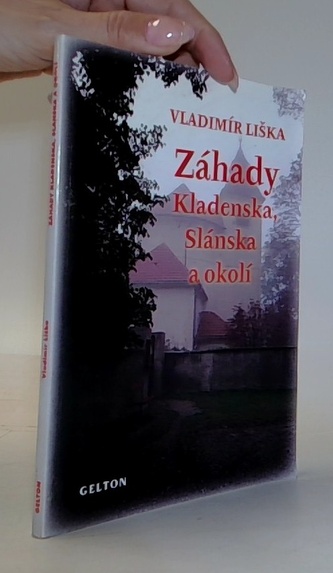 VLADIMÍR LIŠKA
Záhady
Kladenska,
Slánska
a okolí
GELTON
ZÁHADY KLADENSKA, SLÁNSKA A OKOLÍ
Vladimír Liška
GELTON